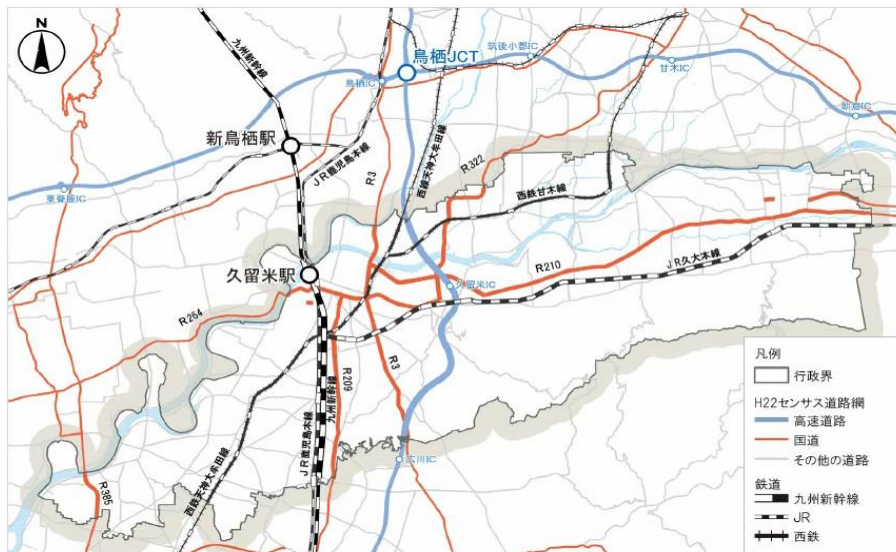 N
九州新幹線
鳥栖JCT
筑後小郡IC
甘木IC
鳥栖IC
朝倉IC
新鳥栖駅
JR鹿児島本線
R3
西鉄天神大牟田線
R322
西鉄甘木線
東脊振IC
久留米駅
久留米IC
R210
JR久大本線
R264
R3
R209
九州新幹線
JR鹿児島本線
西鉄天神大牟田線
広川IC
R385
凡例
行政界
H22センサス道路網
高速道路
国道
その他の道路
鉄道
九州新幹線
JR
西鉄